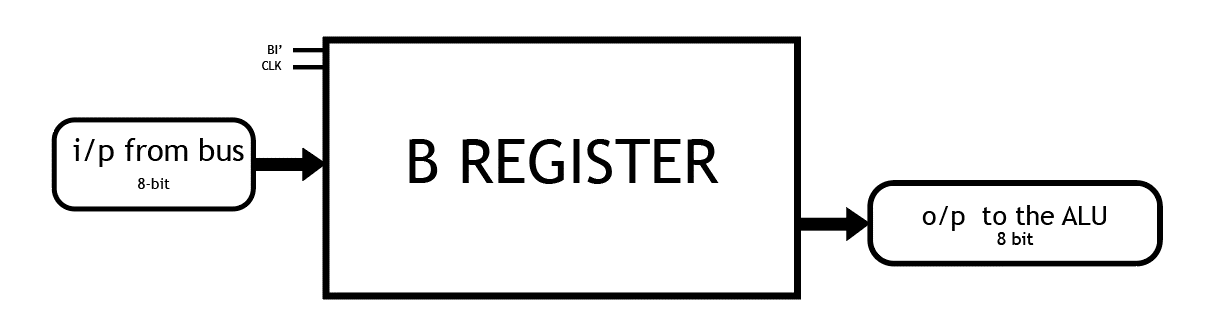 BI’
CLK
i/p from bus
8-bit
B REGISTER
o/p to the ALU
8 bit